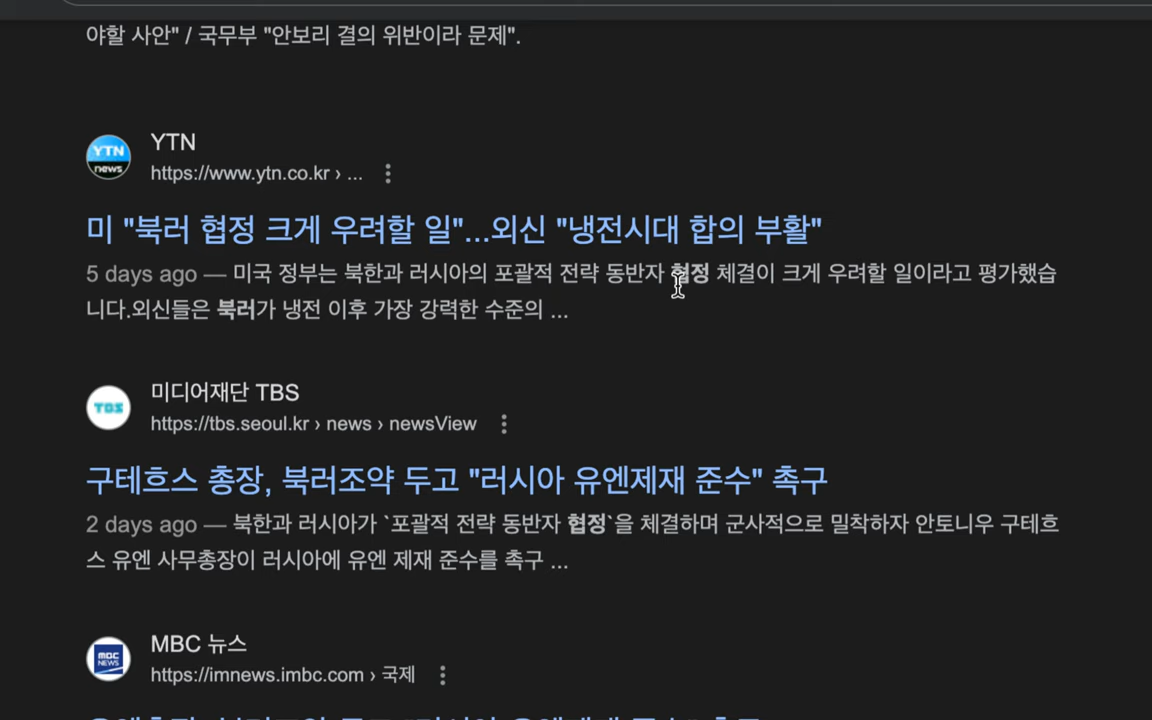 야할 사안" / 국무부 "안보리 결의 위반이라 문제".
YTN
YTN
news
https://www.ytn.co.kr › ...
미 "북러 협정 크게 우려할 일"...외신 "냉전시대 합의 부활"
5 days ago — 미국 정부는 북한과 러시아의 포괄적 전략 동반자 협정 체결이 크게 우려할 일이라고 평가했습
니다.외신들은 북러가 냉전 이후 가장 강력한 수준의 ...
미디어재단 TBS
TBS
https://tbs.seoul.kr › news › newsView
구테흐스 총장, 북러조약 두고 "러시아 유엔제재 준수" 촉구
2 days ago — 북한과 러시아가 `포괄적 전략 동반자 협정`을 체결하며 군사적으로 밀착하자 안토니우 구테흐
스 유엔 사무총장이 러시아에 유엔 제재 준수를 촉구 ...
MBC 뉴스
MBC
NEWS
https://imnews.imbc.com › 국제